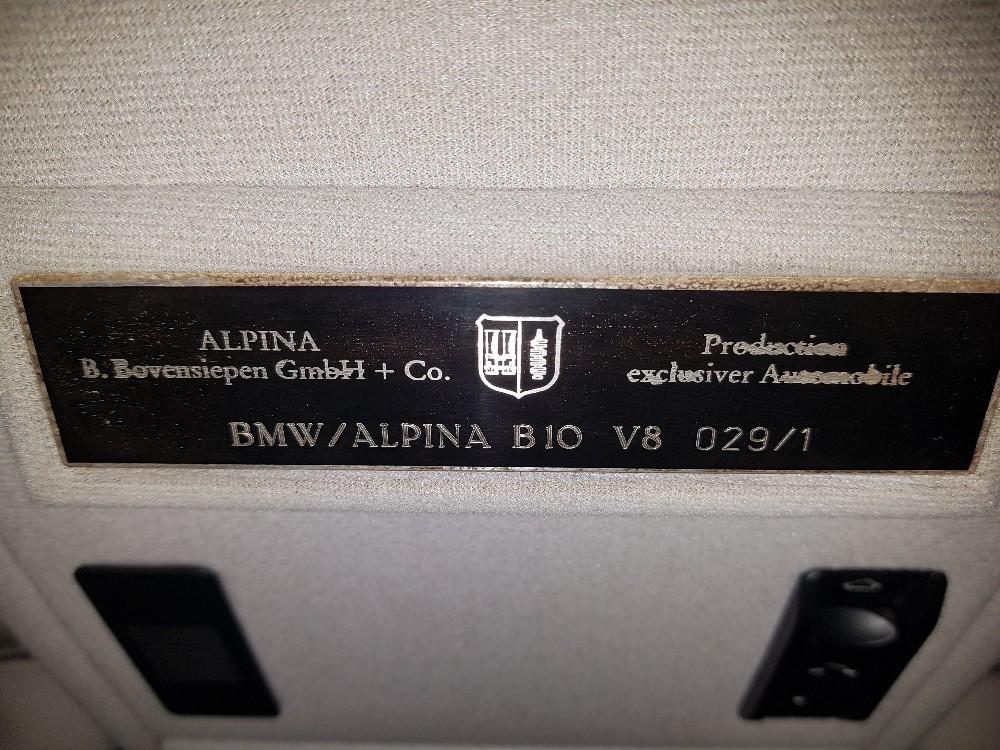 ALPINA
B. Bovensiepen GmbH + Co.
Production
exclusiver Automobile
BMW/ALPINA B10 V8 029/1